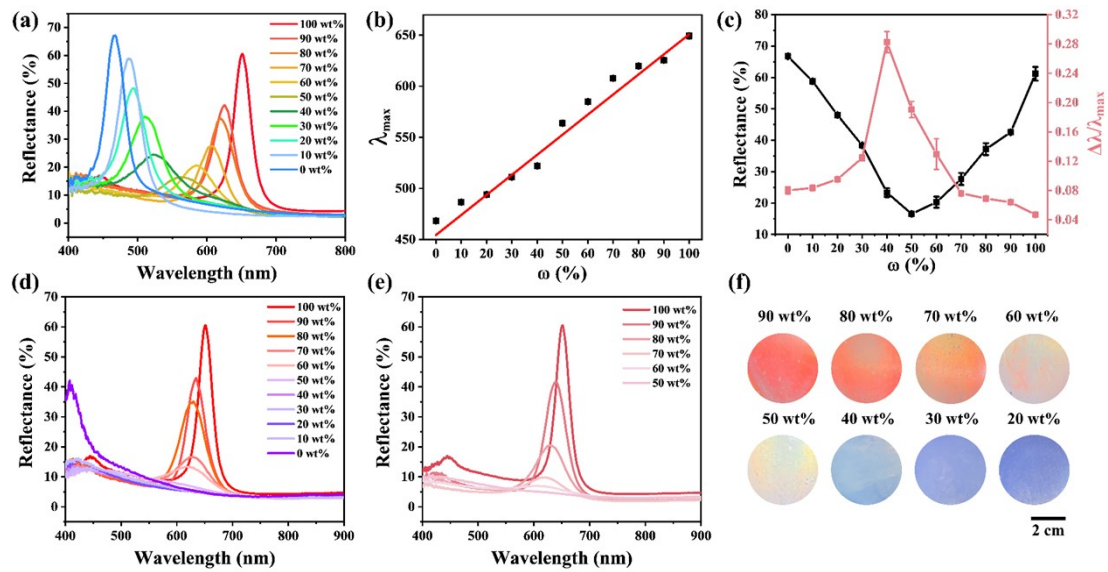 (a)
Reflectance (%)
70
60
50
40
30
20
10
0
400
500
600
700
800
Wavelength (nm)
100 wt%
90 wt%
80 wt%
70 wt%
60 wt%
50 wt%
40 wt%
30 wt%
20 wt%
10 wt%
0 wt%
(b)
λmax
650
600
550
500
450
0 10 20 30 40 50 60 70 80 90 100
ω (%)
(c)
Reflectance (%)
80
70
60
50
40
30
20
10
0 10 20 30 40 50 60 70 80 90 100
ω (%)
0.32
0.28
0.24
0.20
0.16
0.12
0.08
0.04
Δλ/λmax
(d)
Reflectance (%)
70
60
50
40
30
20
10
0
400 500 600 700 800 900
Wavelength (nm)
100 wt%
90 wt%
80 wt%
70 wt%
60 wt%
50 wt%
40 wt%
30 wt%
20 wt%
10 wt%
0 wt%
(e)
Reflectance (%)
70
60
50
40
30
20
10
0
400 500 600 700 800 900
Wavelength (nm)
100 wt%
90 wt%
80 wt%
70 wt%
60 wt%
50 wt%
(f)
90 wt% 80 wt% 70 wt% 60 wt%
50 wt% 40 wt% 30 wt% 20 wt%
2 cm